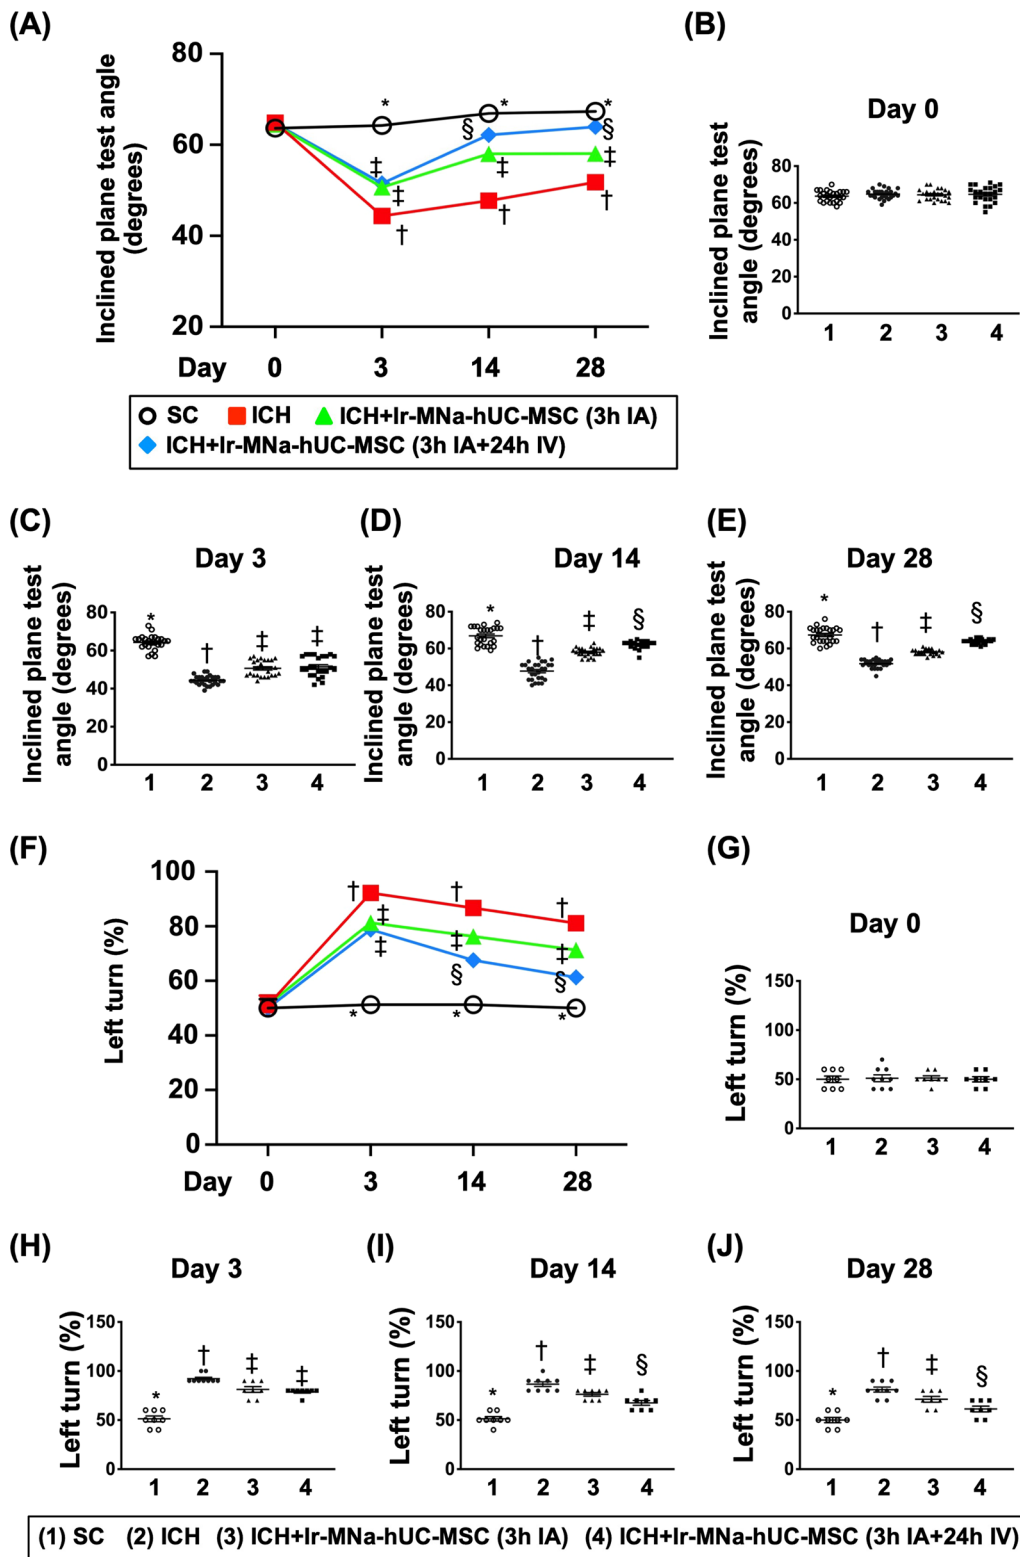 (A)
80
60
40
20
Inclined plane test angle
(degrees)
* * *
§ §
‡ ‡ ‡ ‡
† † †
Day 0 3 14 28
SC ICH ICH+Ir-MNa-hUC-MSC (3h IA)
ICH+Ir-MNa-hUC-MSC (3h IA+24h IV)
(B)
Day 0
Inclined plane test
angle (degrees)
80
60
40
20
0
1 2 3 4
(C)
Day 3
Inclined plane test
angle (degrees)
80
60
40
20
0
* † ‡ ‡
1 2 3 4
(D)
Day 14
Inclined plane test
angle (degrees)
80
60
40
20
0
* † ‡ §
1 2 3 4
(E)
Day 28
Inclined plane test
angle (degrees)
80
60
40
20
0
* † ‡ §
1 2 3 4
(F)
Left turn (%)
100
80
60
40
20
0
† † †
‡ ‡ ‡ ‡
§ §
* * *
Day 0 3 14 28
(G)
Day 0
Left turn (%)
150
100
50
0
1 2 3 4
(H)
Day 3
Left turn (%)
150
100
50
0
* † ‡ ‡
1 2 3 4
(I)
Day 14
Left turn (%)
150
100
50
0
* † ‡ §
1 2 3 4
(J)
Day 28
Left turn (%)
150
100
50
0
* † ‡ §
1 2 3 4
(1) SC (2) ICH (3) ICH+Ir-MNa-hUC-MSC (3h IA) (4) ICH+Ir-MNa-hUC-MSC (3h IA+24h IV)